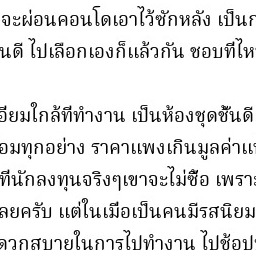 จะผ่อนคอนโดเอาไว้ซักหลัง เป็นก
นดี ไปเลือกเองก็แล้วกัน ชอบที่ไห
อียมใกล้ที่ทำงาน เป็นห้องชุดชั้นดี
อมทุกอย่าง ราคาแพงเกินมูลค่าแ
ที่นักลงทุนจริงๆเขาจะไม่ซื้อ เพรา
ลยครับ แต่ในเมื่อเป็นคนมีรสนิยม
ดวกสบายในการไปทำงาน ไปช้อป